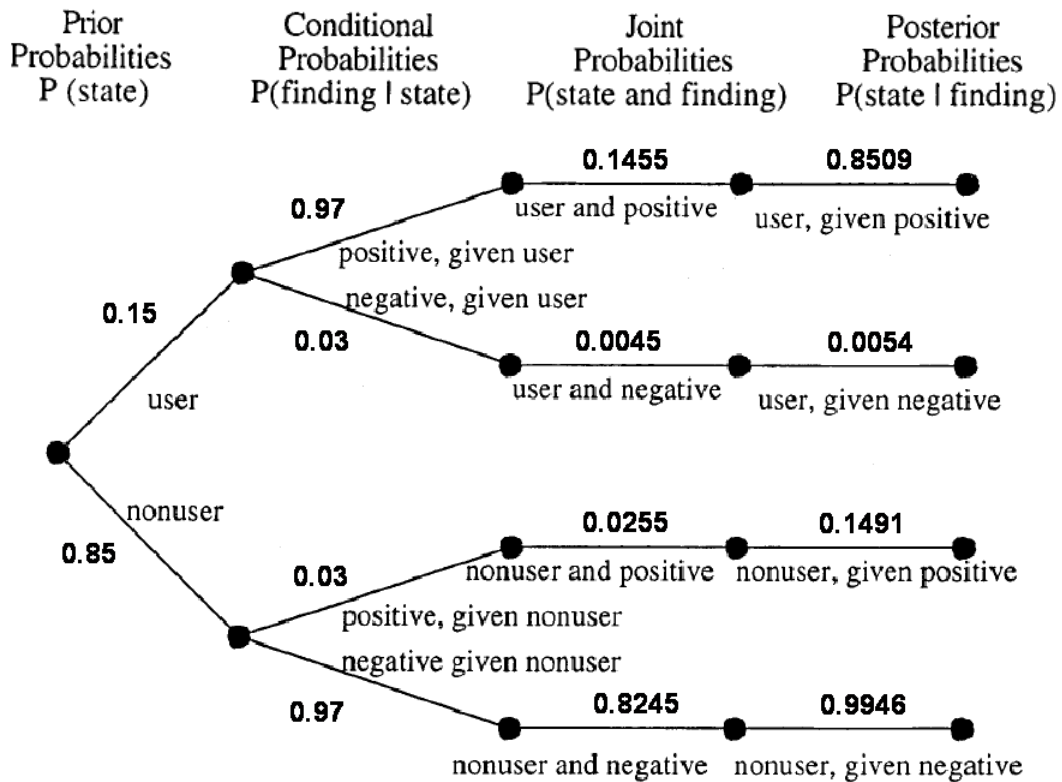 Prior
Probabilities
P (state)
Conditional
Probabilities
P(finding | state)
Joint
Probabilities
P(state and finding)
Posterior
Probabilities
P(state | finding)
0.1455
0.8509
0.97
user and positive
user, given positive
positive, given user
negative, given user
0.15
0.03
0.0045
0.0054
user
user and negative
user, given negative
nonuser
0.85
0.0255
0.1491
0.03
nonuser and positive
nonuser, given positive
positive, given nonuser
negative given nonuser
0.97
0.8245
0.9946
nonuser and negative
nonuser, given negative